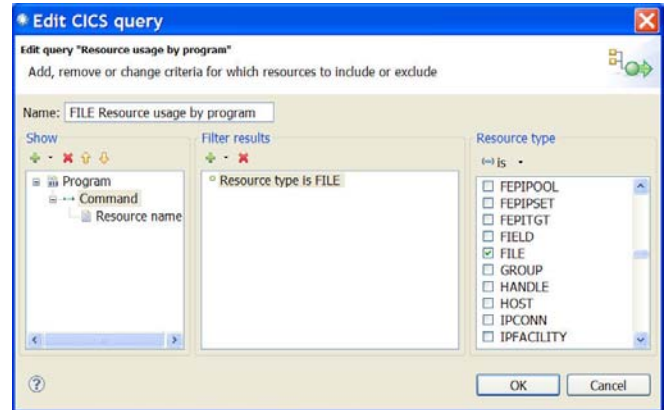 Edit CICS query
Edit query "Resource usage by program"
Add, remove or change criteria for which resources to include or exclude
Name: FILE Resource usage by program
Show
Filter results
Resource type
Program
Command
Resource name
Resource type is FILE
is
FEPIPOOL
FEPIPSET
FEPITGT
FIELD
FILE
GROUP
HANDLE
HOST
IPCONN
IPFACILITY
?
OK
Cancel